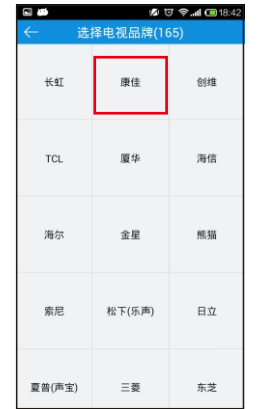 18:42
选择电视品牌(165)
长虹 康佳 创维
TCL 厦华 海信
海尔 金星 熊猫
索尼 松下(乐声) 日立
夏普(声宝) 三菱 东芝